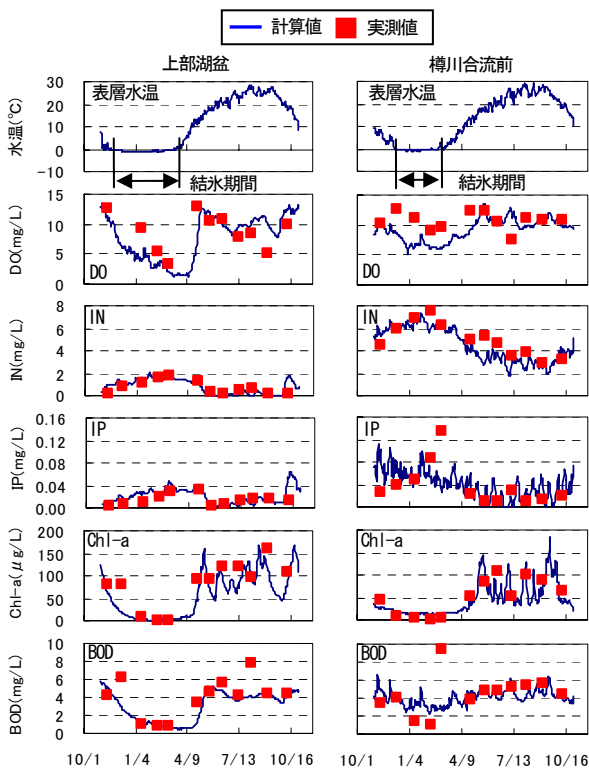 計算値 実測値
上部湖盆 樽川合流前
水温(℃)
30
20
10
0
-10
表層水温
表層水温
結氷期間
結氷期間
DO(mg/L)
15
10
5
0
DO
DO
IN(mg/L)
8
6
4
2
0
IN
IN
IP(mg/L)
0.16
0.12
0.08
0.04
0.00
IP
IP
Chl-a(μg/L)
200
150
100
50
0
Chl-a
Chl-a
BOD(mg/L)
10
8
6
4
2
0
BOD
BOD
10/1 1/4 4/9 7/13 10/16
10/1 1/4 4/9 7/13 10/16